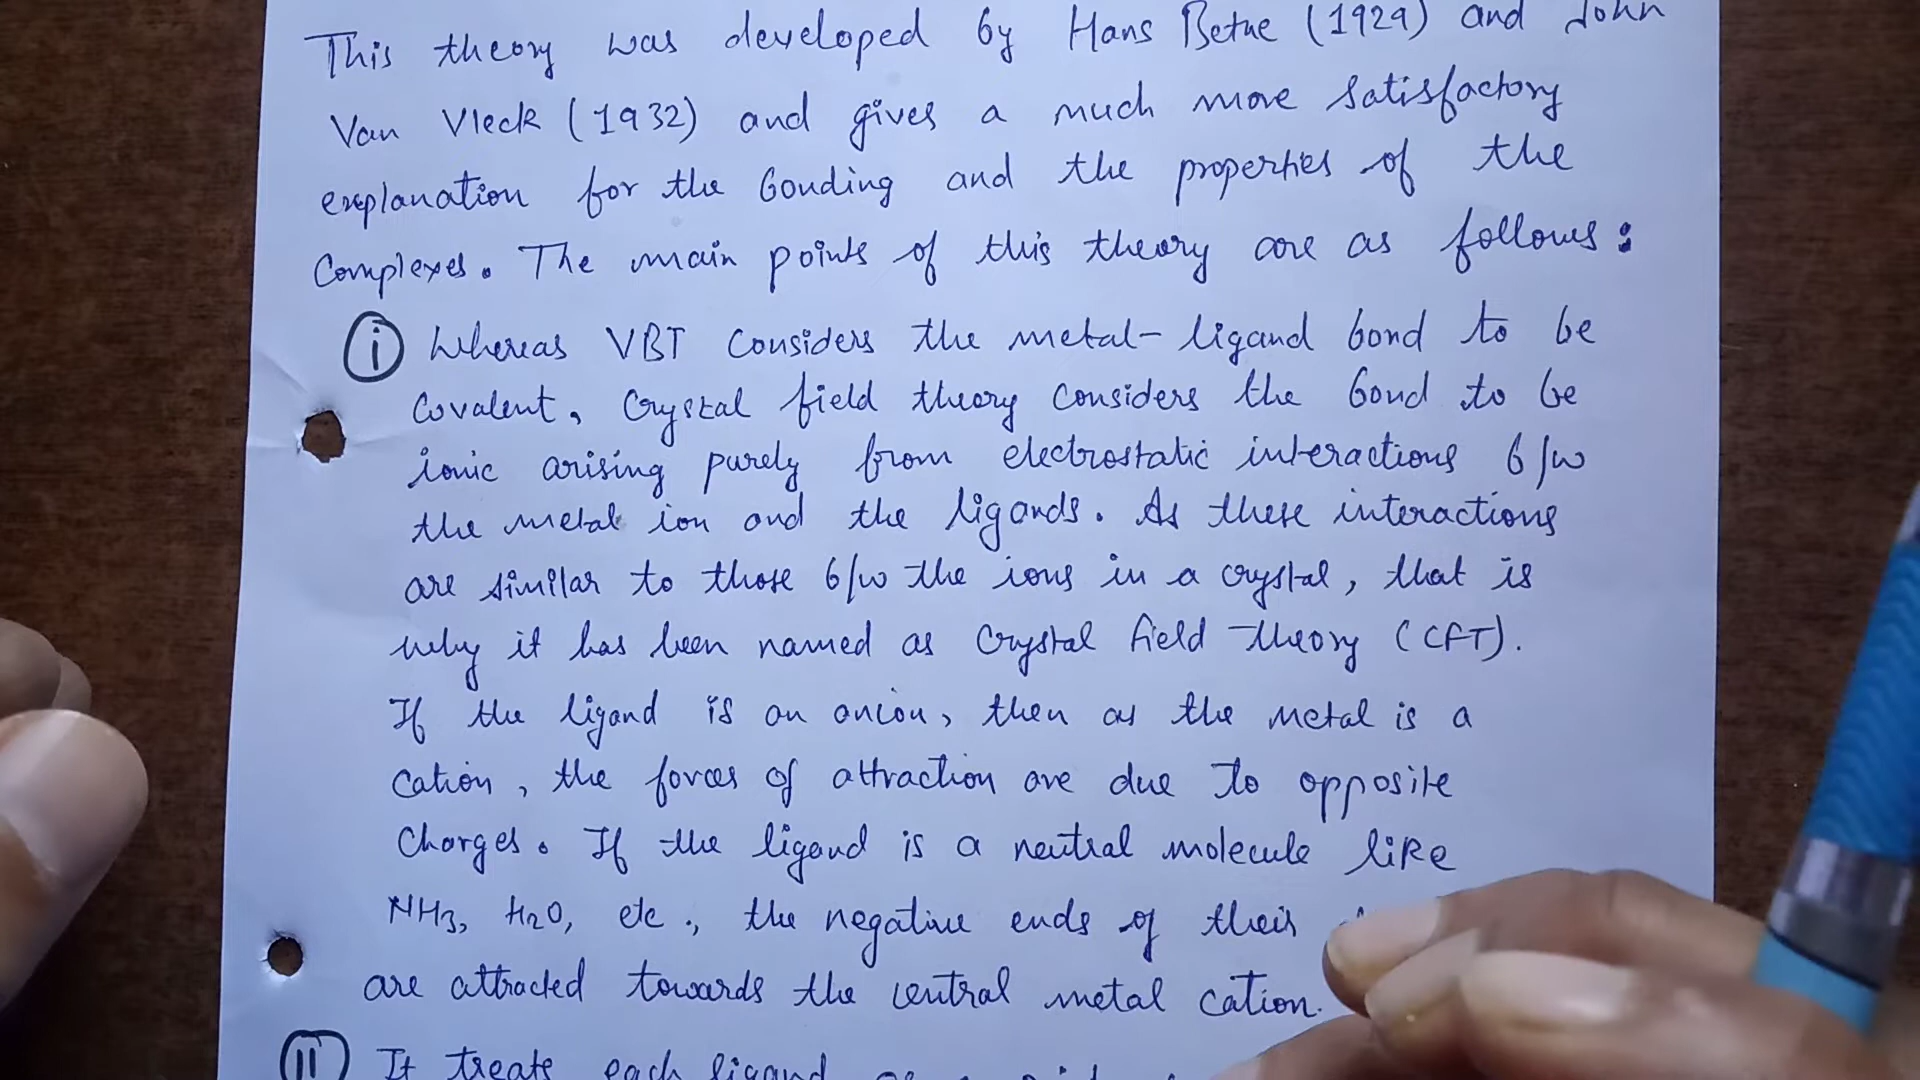 This theory was developed by Hans Bethe (1929) and John
Van Vleck (1932) and gives a much more satisfactory
explanation for the bonding and the properties of the
Complexes. The main points of this theory are as follows:
(i) Whereas VBT considers the metal-ligand bond to be
Covalent, Crystal field theory considers the bond to be
ionic arising purely from electrostatic interactions b/w
the metal ion and the ligands. As these interactions
are similar to those b/w the ions in a crystal, that is
why it has been named as Crystal field Theory (CFT).
If the ligand is an anion, then as the metal is a
Cation, the forces of attraction are due to opposite
Charges. If the ligand is a neutral molecule like
NH3, H2O, etc., the negative ends of their
are attracted towards the central metal cation.
(ii) It treats each ligand